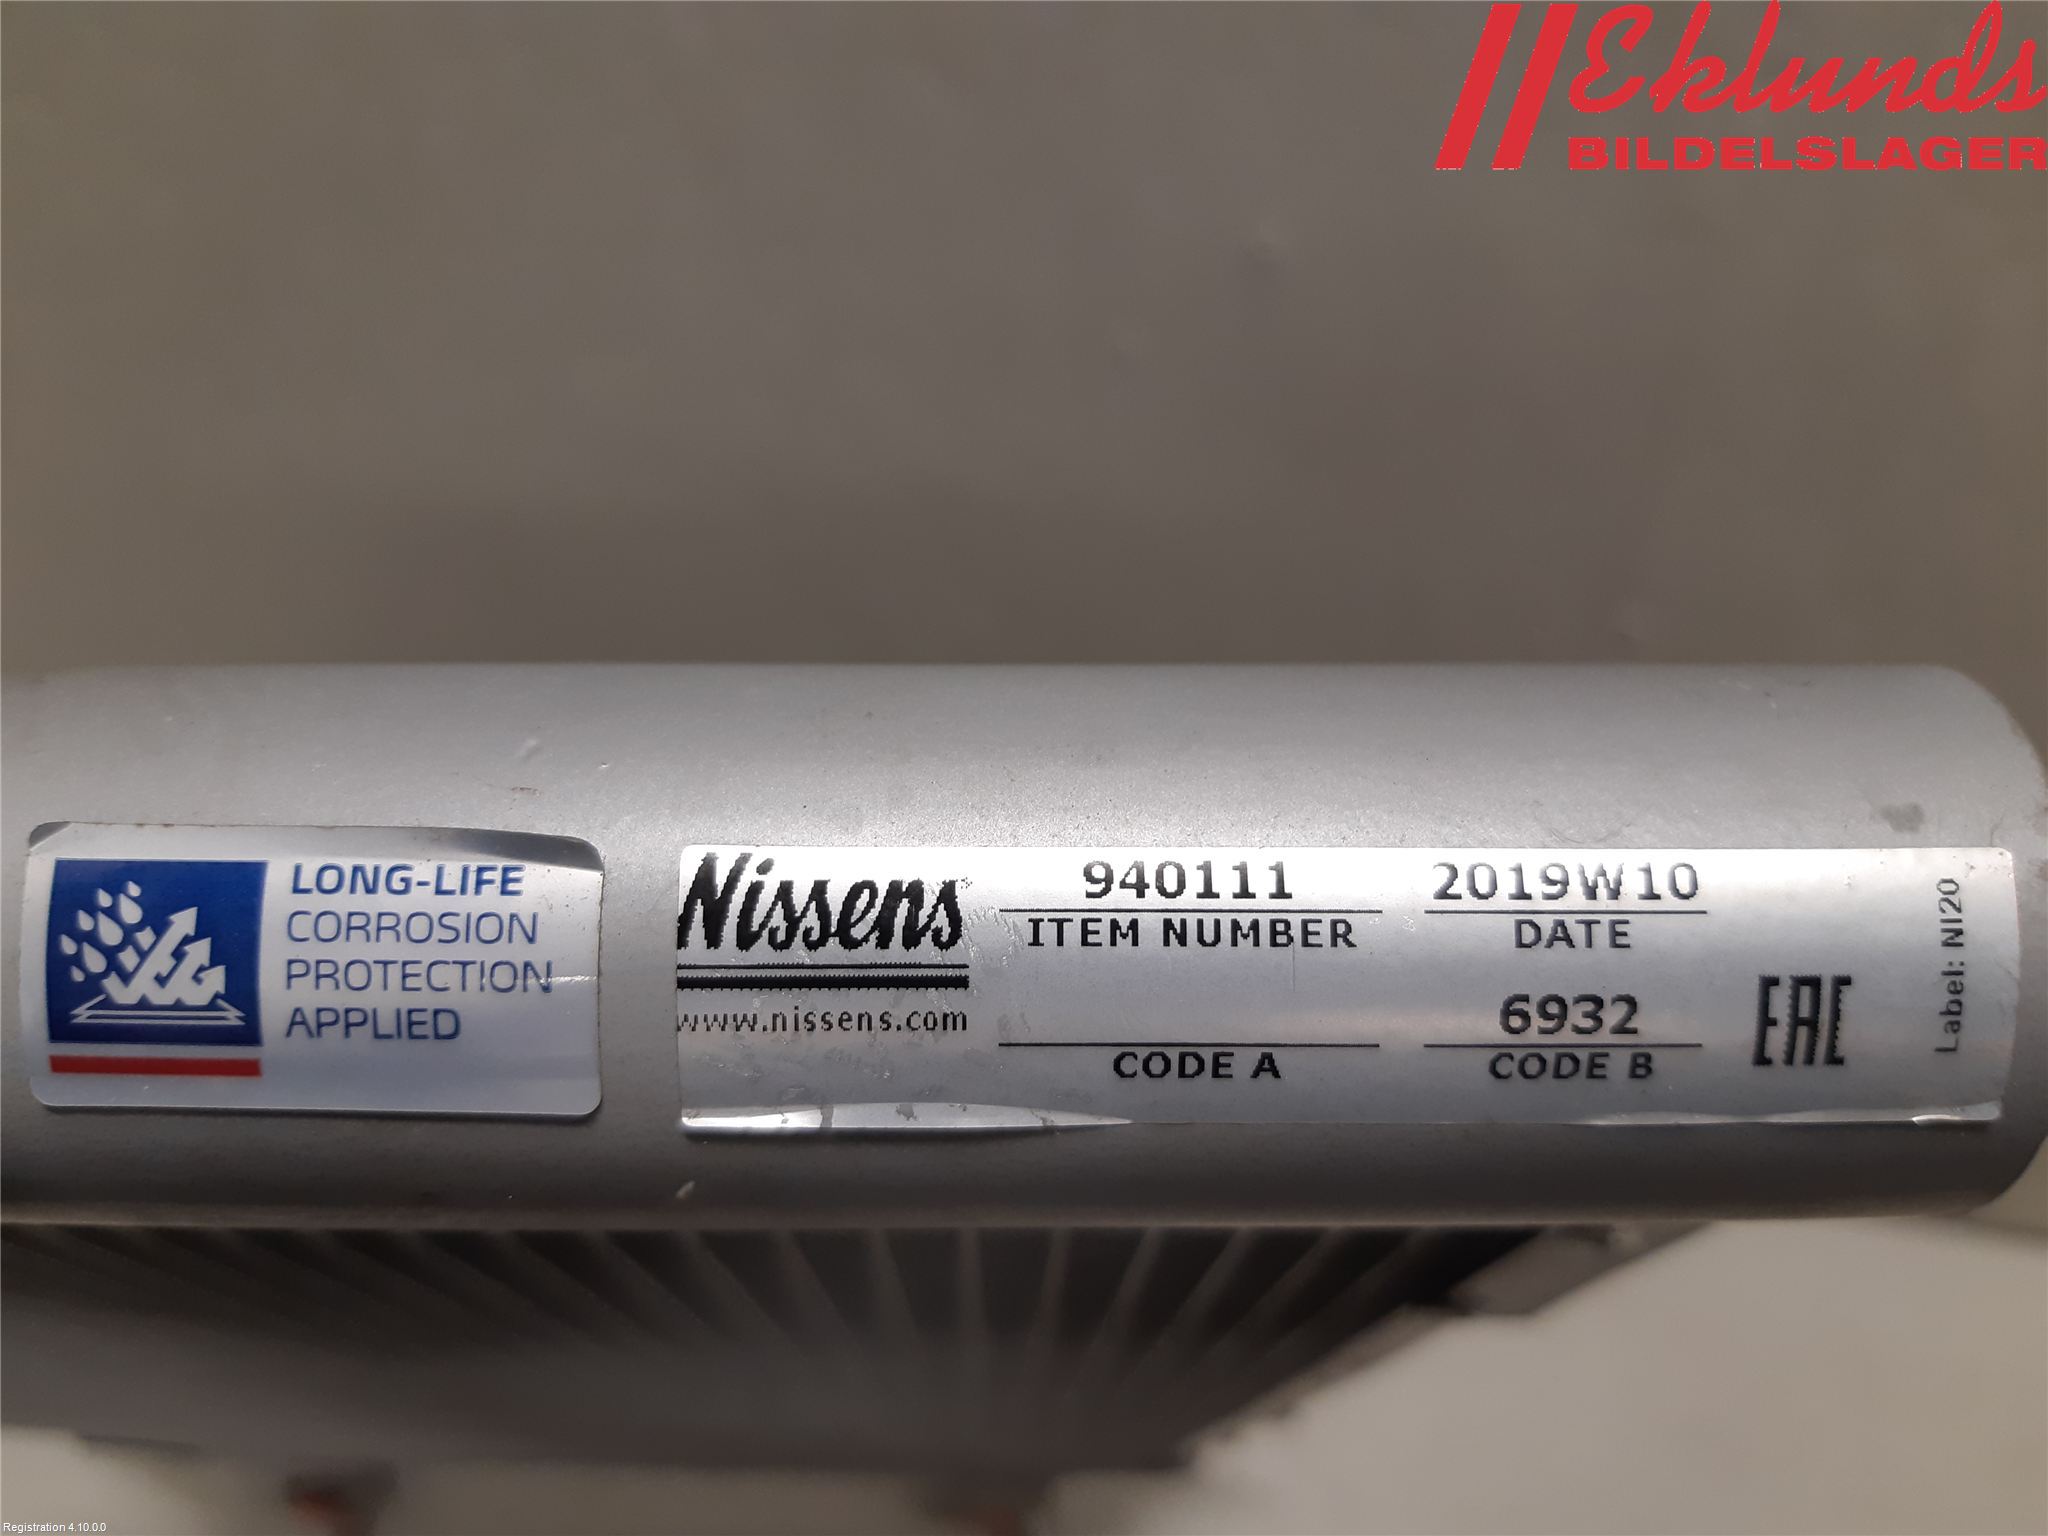 Eklunds
BILDELSLAGER
LONG-LIFE
CORROSION
PROTECTION
APPLIED
Nissens
www.nissens.com
940111
ITEM NUMBER
CODE A
2019W10
DATE
6932
CODE B
EAC
Label: NI20
Registration 4.10.0.0